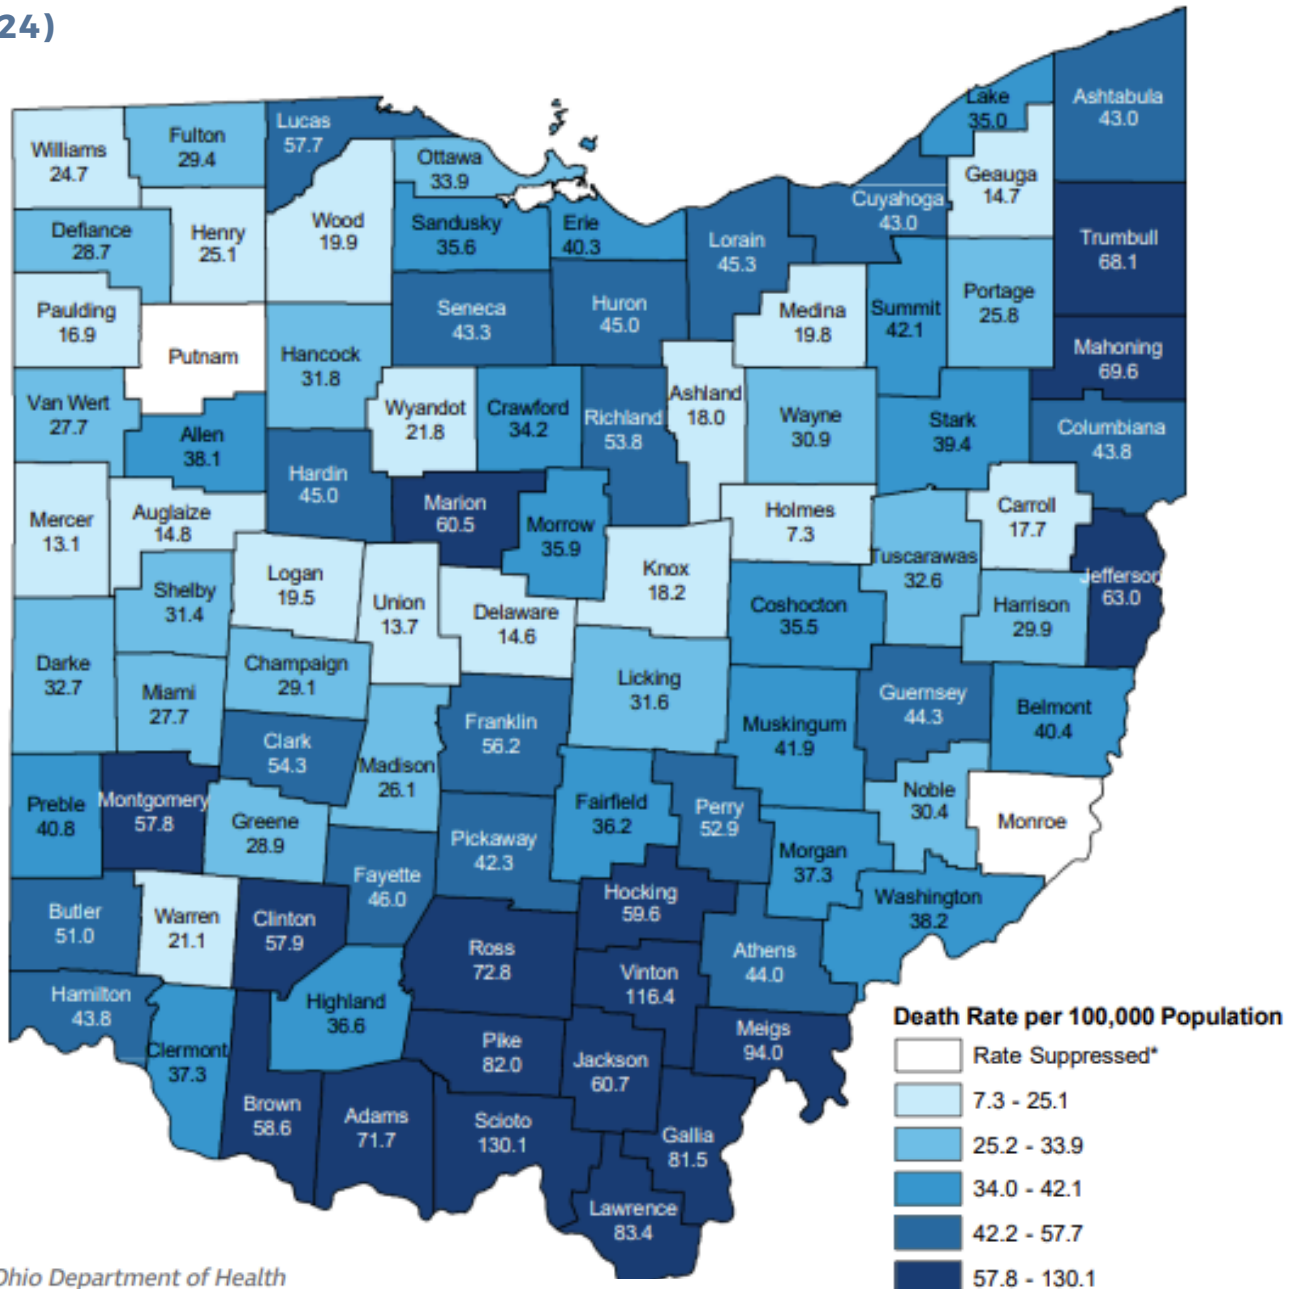 24)
Lake
35.0
Ashtabula
43.0
Lucas
57.7
Fulton
29.4
Williams
24.7
Ottawa
33.9
Geauga
14.7
Cuyahoga
43.0
Wood
19.9
Sandusky
35.6
Erie
40.3
Defiance
28.7
Henry
25.1
Lorain
45.3
Trumbull
68.1
Paulding
16.9
Seneca
43.3
Huron
45.0
Medina
19.8
Summit
42.1
Portage
25.8
Putnam
Hancock
31.8
Mahoning
69.6
Van Wert
27.7
Wyandot
21.8
Crawford
34.2
Richland
53.8
Ashland
18.0
Wayne
30.9
Stark
39.4
Columbiana
43.8
Allen
38.1
Hardin
45.0
Marion
60.5
Morrow
35.9
Holmes
7.3
Carroll
17.7
Mercer
13.1
Auglaize
14.8
Tuscarawas
32.6
Jefferson
63.0
Shelby
31.4
Logan
19.5
Union
13.7
Delaware
14.6
Knox
18.2
Coshocton
35.5
Harrison
29.9
Darke
32.7
Miami
27.7
Champaign
29.1
Licking
31.6
Guernsey
44.3
Belmont
40.4
Clark
54.3
Madison
26.1
Franklin
56.2
Muskingum
41.9
Preble
40.8
Montgomery
57.8
Greene
28.9
Fairfield
36.2
Perry
52.9
Noble
30.4
Monroe
Pickaway
42.3
Morgan
37.3
Fayette
46.0
Hocking
59.6
Washington
38.2
Butler
51.0
Warren
21.1
Clinton
57.9
Ross
72.8
Vinton
116.4
Athens
44.0
Hamilton
43.8
Highland
36.6
Clermont
37.3
Pike
82.0
Jackson
60.7
Meigs
94.0
Brown
58.6
Adams
71.7
Scioto
130.1
Gallia
81.5
Lawrence
83.4
Death Rate per 100,000 Population
Rate Suppressed*
7.3 - 25.1
25.2 - 33.9
34.0 - 42.1
42.2 - 57.7
57.8 - 130.1
Ohio Department of Health